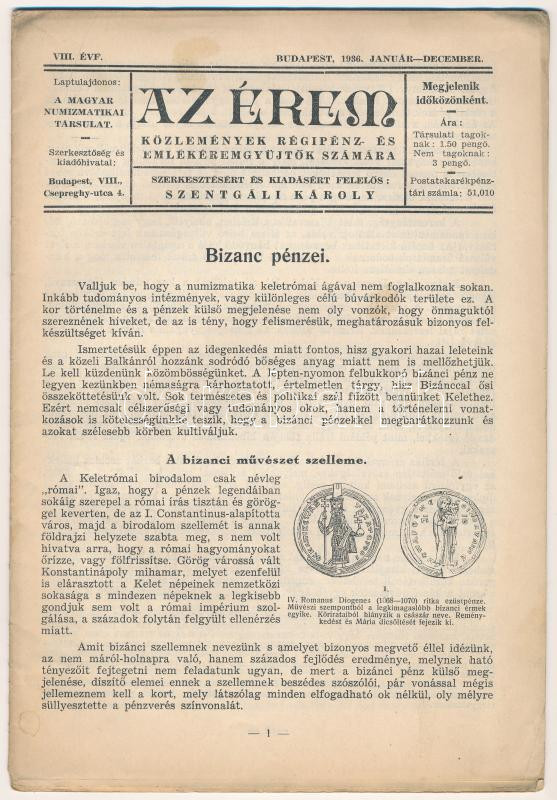 VIII. ÉVF.
BUDAPEST, 1936. JANUÁR—DECEMBER.
Laptulajdonos:
A MAGYAR
NUMIZMATIKAI
TÁRSULAT.
Szerkesztőség és
kiadóhivatal:
Budapest, VIII.,
Csepreghy-utca 4.
AZ ÉREM
KÖZLEMÉNYEK RÉGIPÉNZ- ÉS
EMLÉKÉREMGYÜJTŐK SZÁMÁRA
SZERKESZTÉSÉRT ÉS KIADÁSÉRT FELELŐS:
SZENTGÁLI KÁROLY
Megjelenik
időközönként.
Ára:
Társulati tagok-
nak: 1.50 pengő.
Nem tagoknak:
3 pengő.
Postatakarékpénz-
tári számla: 51,010
Bizanc pénzei.
Valljuk be, hogy a numizmatika keletrómai ágával nem foglalkoznak sokan.
Inkább tudományos intézmények, vagy különleges célú búvárkodók területe ez. A
kor történelme és a pénzek külső megjelenése nem oly vonzók, hogy önmaguktól
szereznének híveket, de az is tény, hogy felismerésük, meghatározásuk bizonyos fel-
készültséget kíván.
Ismertetésük éppen az idegenkedés miatt fontos, hisz gyakori hazai leleteink
és a közeli Balkánról hozzánk sodródó bőséges anyag miatt nem is mellőzhetjük.
Le kell küzdenünk közömbösségünket. A lépten-nyomon felbukkanó bizánci pénz ne
legyen kezünkben némaságra kárhoztatott, értelmetlen tárgy, hisz Bizánccal ősi
összeköttetésünk volt. Sok természetes és politikai szál fűzött bennünket Kelethez.
Ezért nemcsak célszerűségi vagy tudományos okok, hanem a történelemi vonat-
kozások is kötelességünkké teszik, hogy a bizánci pénzekkel megbarátkozzunk és
azokat szélesebb körben kultiváljuk.
A bizanci művészet szelleme.
A Keletrómai birodalom csak névleg
„római". Igaz, hogy a pénzek legendáiban
sokáig szerepel a római írás tisztán és görög-
gel keverten, de az I. Constantinus-alapította
város, majd a birodalom szellemét is annak
földrajzi helyzete szabta meg, s nem volt
hivatva arra, hogy a római hagyományokat
őrizze, vagy fölfrissítse. Görög várossá vált
Konstantinápoly mihamar, melyet ezenfelül
is elárasztott a Kelet népeinek nemzetközi
sokasága s mindezen népeknek a legkisebb
gondjuk sem volt a római impérium szol-
gálása, a századok folytán felgyült ellenérzés
miatt.
1.
IV. Romanus Diogenes (1068—1070) ritka ezüstpénze.
Művészi szempontból a legkimagaslóbb bizanci érmek
egyike. Köriratalból hiányzik a császár neve. Remény-
kedést és Mária dicsőítését fejezik ki.
Amit bizánci szellemnek nevezünk s amelyet bizonyos megvető éllel idézünk,
az nem máról-holnapra való, hanem százados fejlődés eredménye, melynek ható
tényezőit fejtegetni nem feladatunk ugyan, de mert a bizánci pénz külső meg-
jelenése, díszítő elemei ennek a szellemnek beszédes szószólói, pár vonással mégis
jellemeznem kell a kort, mely látszólag minden elfogadható ok nélkül, oly mélyre
süllyesztette a pénzverés színvonalát.
— 1 —